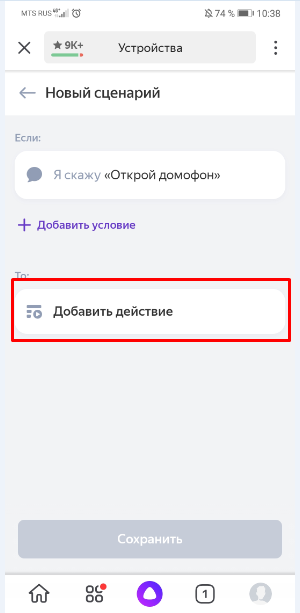 MTS RUS 4G 74 % 10:38
★ 9K+ Устройства
Новый сценарий
Если:
Я скажу «Открой домофон»
+ Добавить условие
То:
Добавить действие
Сохранить
1